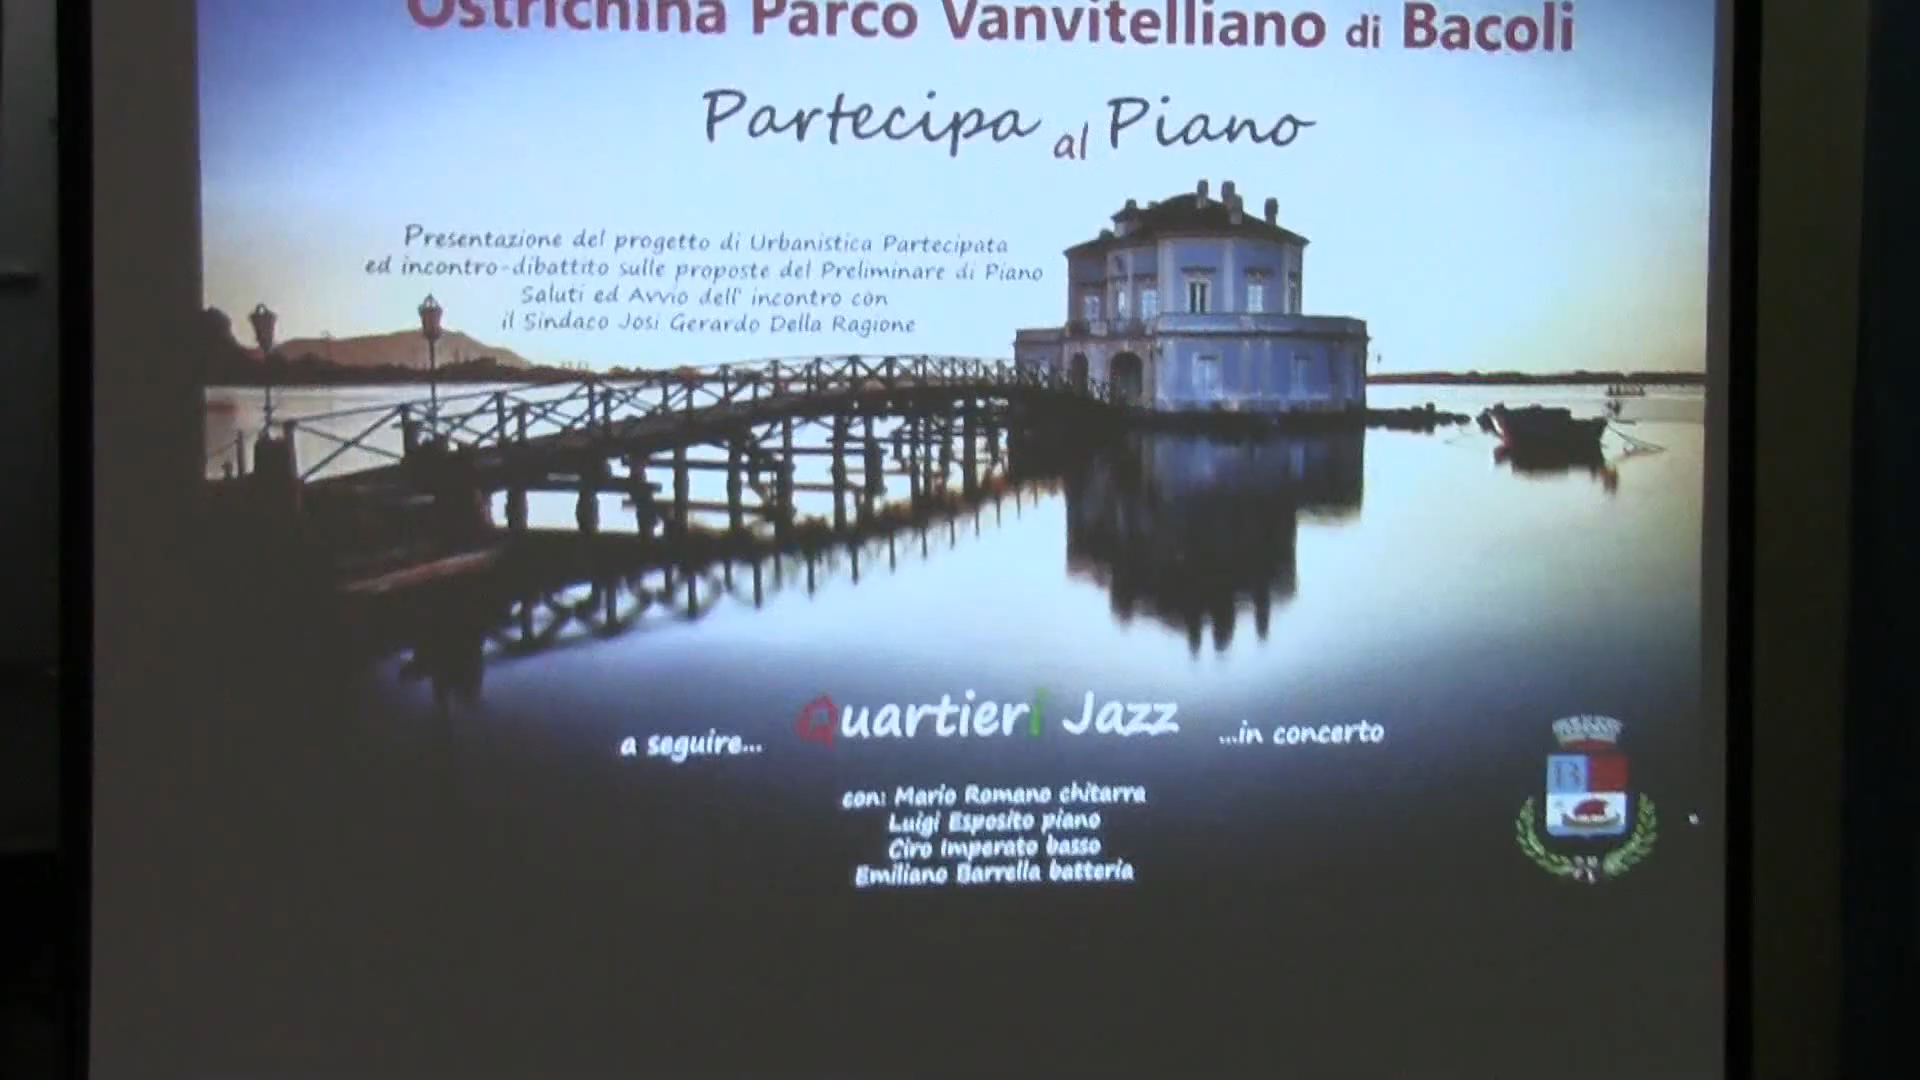 Ostrichina Parco Vanvitelliano di Bacoli
Partecipa al Piano
Presentazione del progetto di Urbanistica Partecipata
ed incontro-dibattito sulle proposte del Preliminare di Piano
Saluti ed Avvio dell' incontro con
il Sindaco Josi Gerardo Della Ragione
a seguire... Quartieri Jazz ...in concerto
con: Mario Romano chitarra
Luigi Esposito piano
Ciro Imperato basso
Emiliano Barrella batteria
B